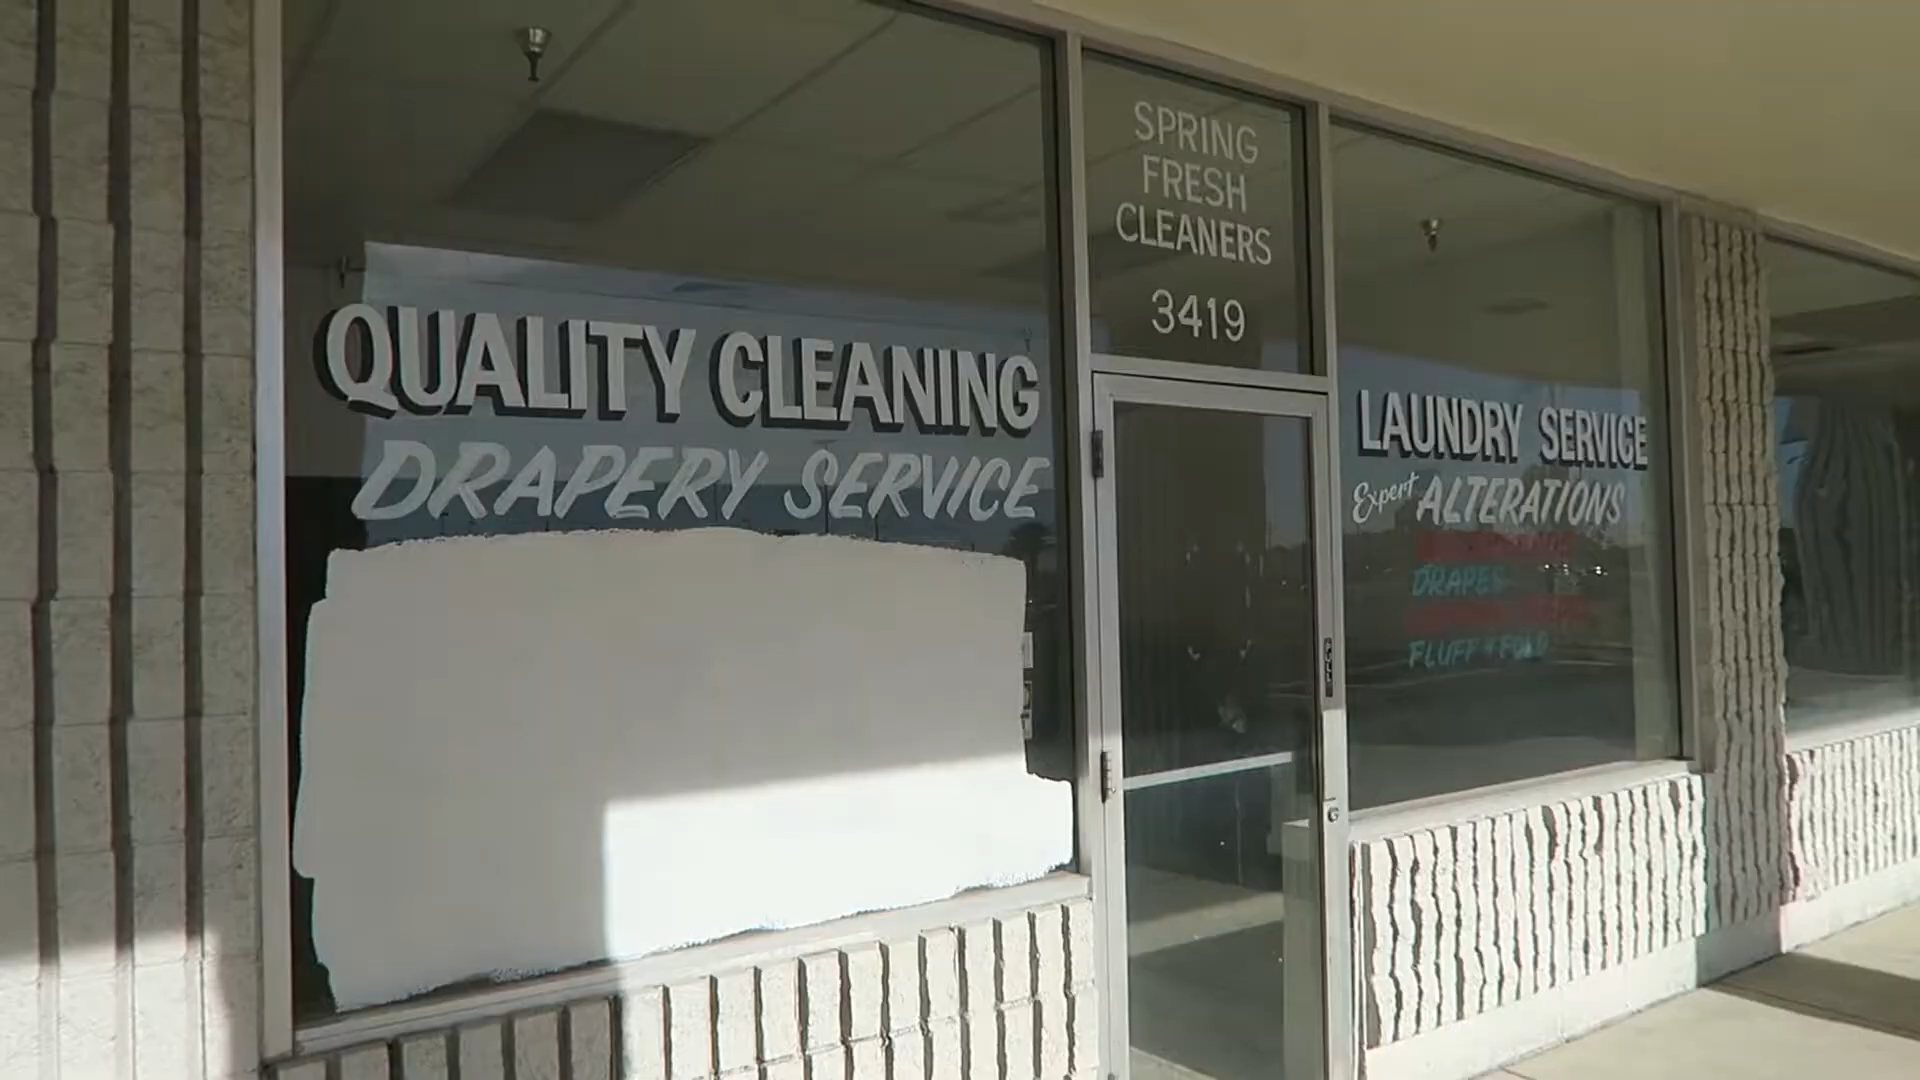 QUALITY CLEANING
DRAPERY SERVICE
SPRING
FRESH
CLEANERS
3419
LAUNDRY SERVICE
Expert ALTERATIONS
DRAPES
FLUFF & FOLD